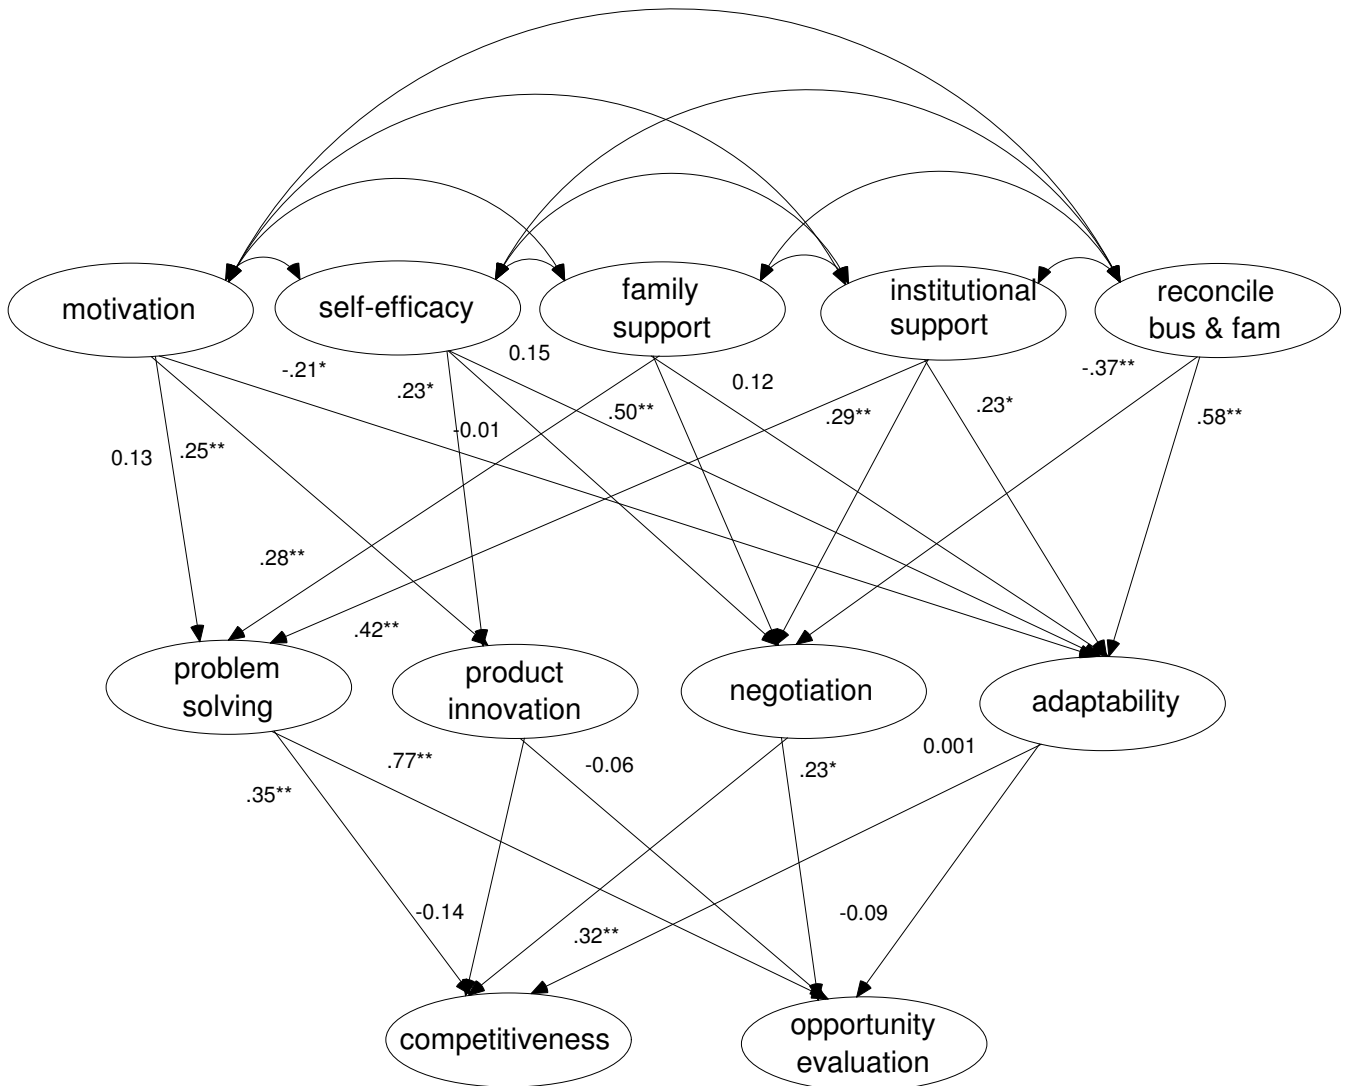 motivation
self-efficacy
family
support
institutional
support
reconcile
bus & fam
-.21*
.23*
0.15
-0.01
.50**
0.12
.29**
.23*
-.37**
.58**
0.13
.25**
.28**
.42**
problem
solving
product
innovation
negotiation
adaptability
.35**
.77**
-0.06
.23*
0.001
-0.14
.32**
-0.09
competitiveness
opportunity
evaluation